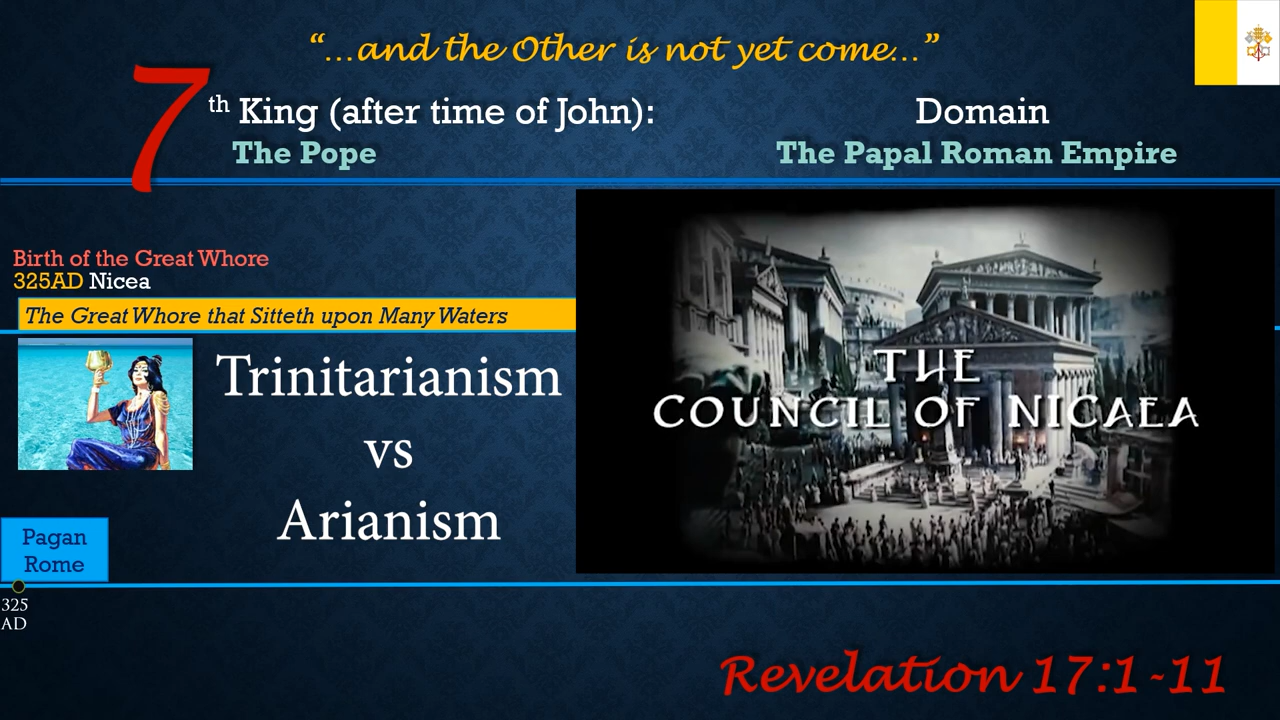 “...and the Other is not yet come...”
7th King (after time of John):
The Pope
Domain
The Papal Roman Empire
Birth of the Great Whore
325AD Nicea
The Great Whore that Sitteth upon Many Waters
Trinitarianism
vs
Arianism
THE
COUNCIL OF NICAEA
Pagan
Rome
325
AD
Revelation 17:1-11